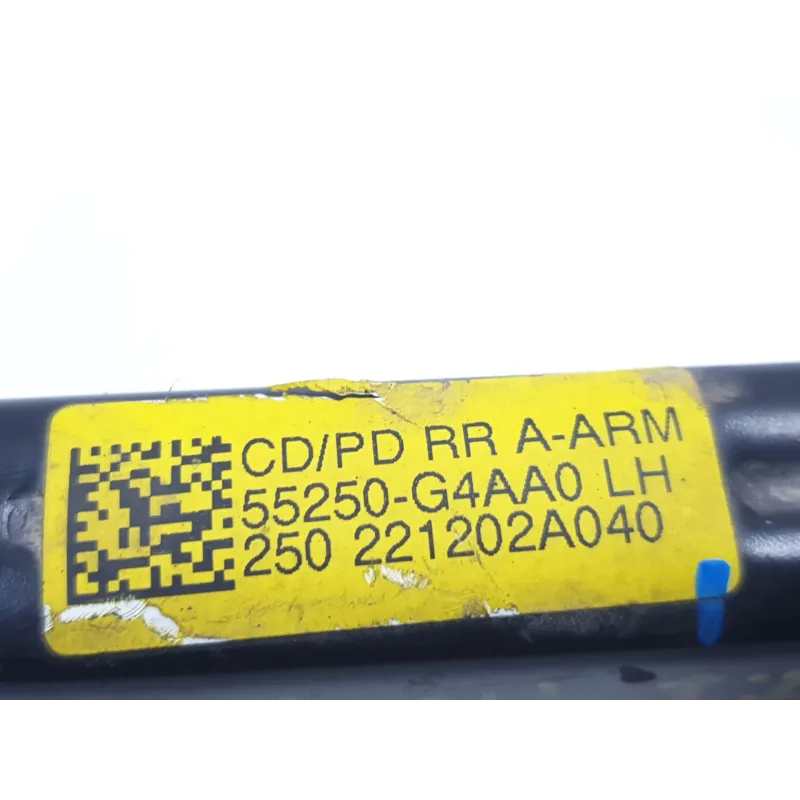 CD/PD RR A-ARM
55250-G4AA0 LH
250 221202A040